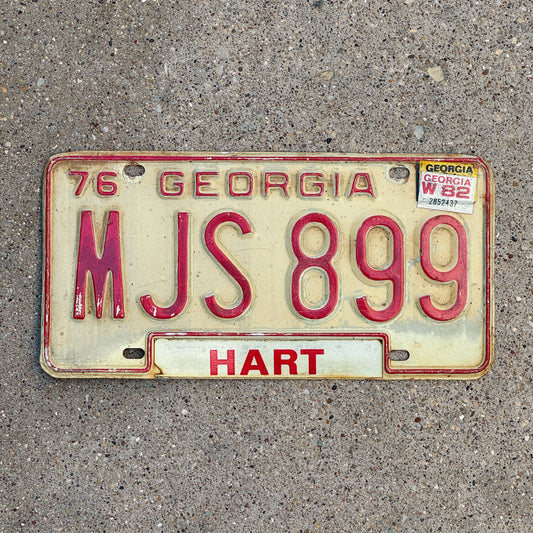 76 GEORGIA
GEORGIA
GEORGIA
W 82
2852437
MJS 899
HART